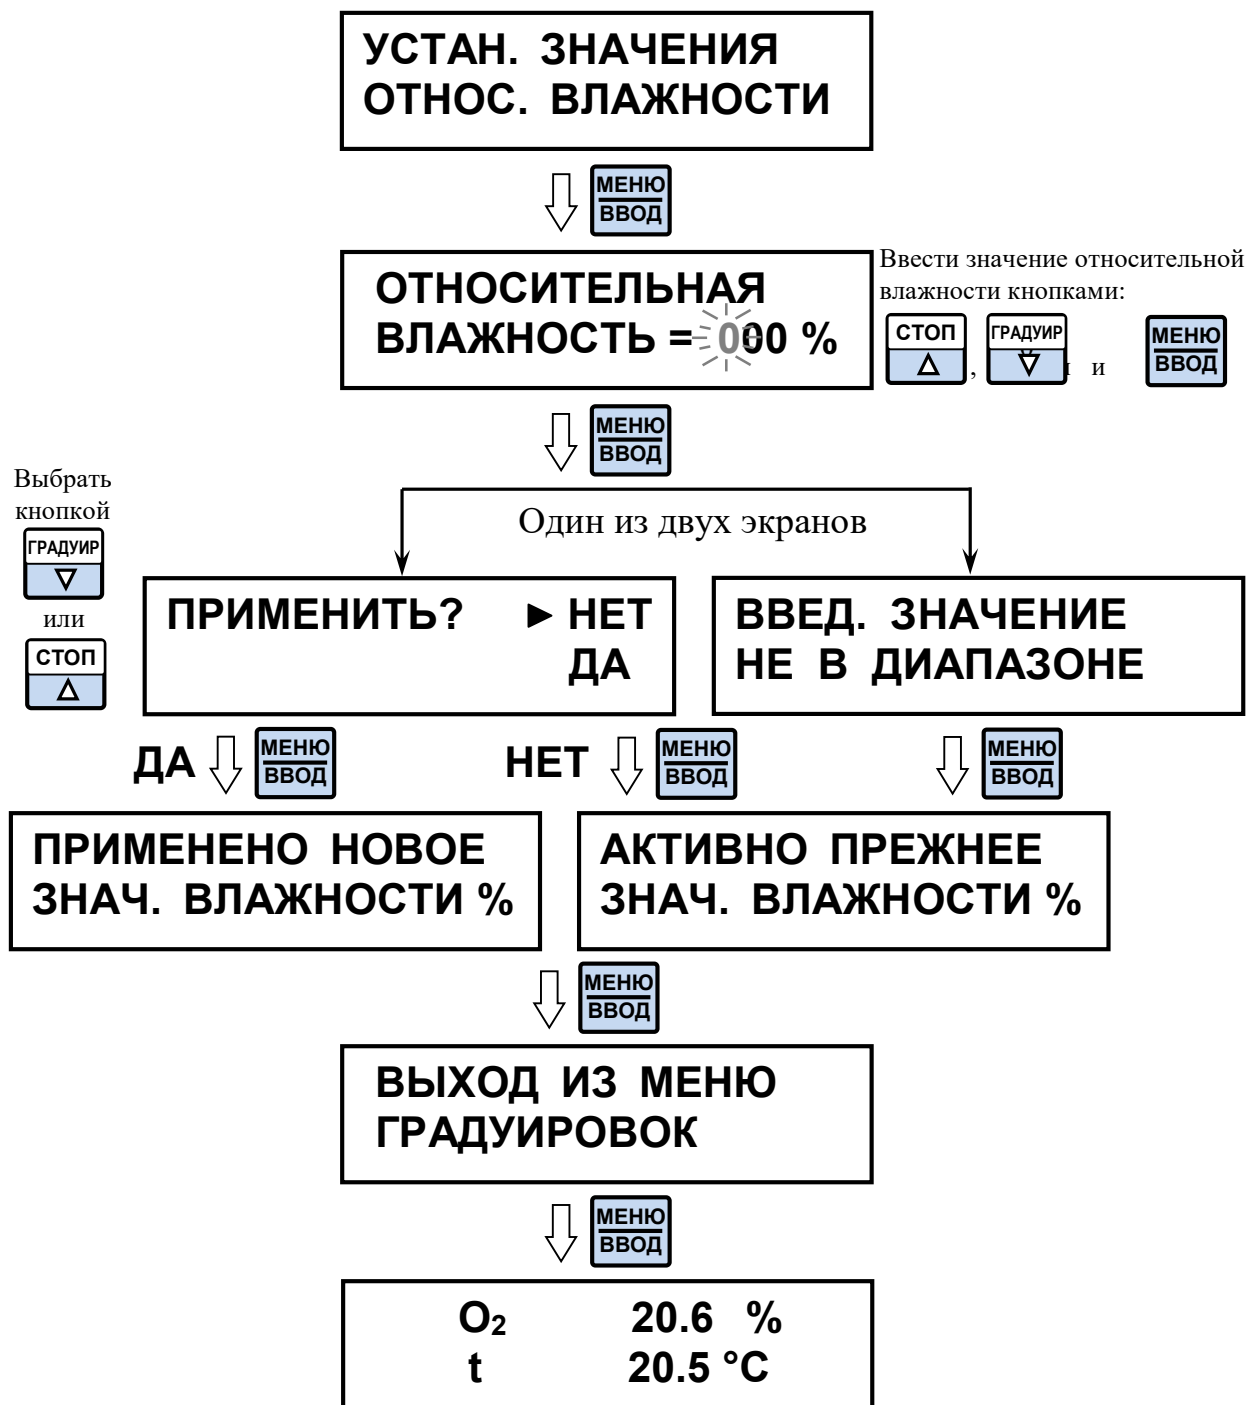 УСТАН. ЗНАЧЕНИЯ
ОТНОС. ВЛАЖНОСТИ
МЕНЮ
ВВОД
ОТНОСИТЕЛЬНАЯ
ВЛАЖНОСТЬ = 000 %
Ввести значение относительной
влажности кнопками:
СТОП
,
ГРАДУИР
и
МЕНЮ
ВВОД
МЕНЮ
ВВОД
Выбрать
кнопкой
ГРАДУИР
или
СТОП
Один из двух экранов
ПРИМЕНИТЬ? ► НЕТ
ДА
ВВЕД. ЗНАЧЕНИЕ
НЕ В ДИАПАЗОНЕ
ДА
МЕНЮ
ВВОД
НЕТ
МЕНЮ
ВВОД
МЕНЮ
ВВОД
ПРИМЕНЕНО НОВОЕ
ЗНАЧ. ВЛАЖНОСТИ %
АКТИВНО ПРЕЖНЕЕ
ЗНАЧ. ВЛАЖНОСТИ %
МЕНЮ
ВВОД
ВЫХОД ИЗ МЕНЮ
ГРАДУИРОВОК
МЕНЮ
ВВОД
O₂ 20.6 %
t 20.5 °C